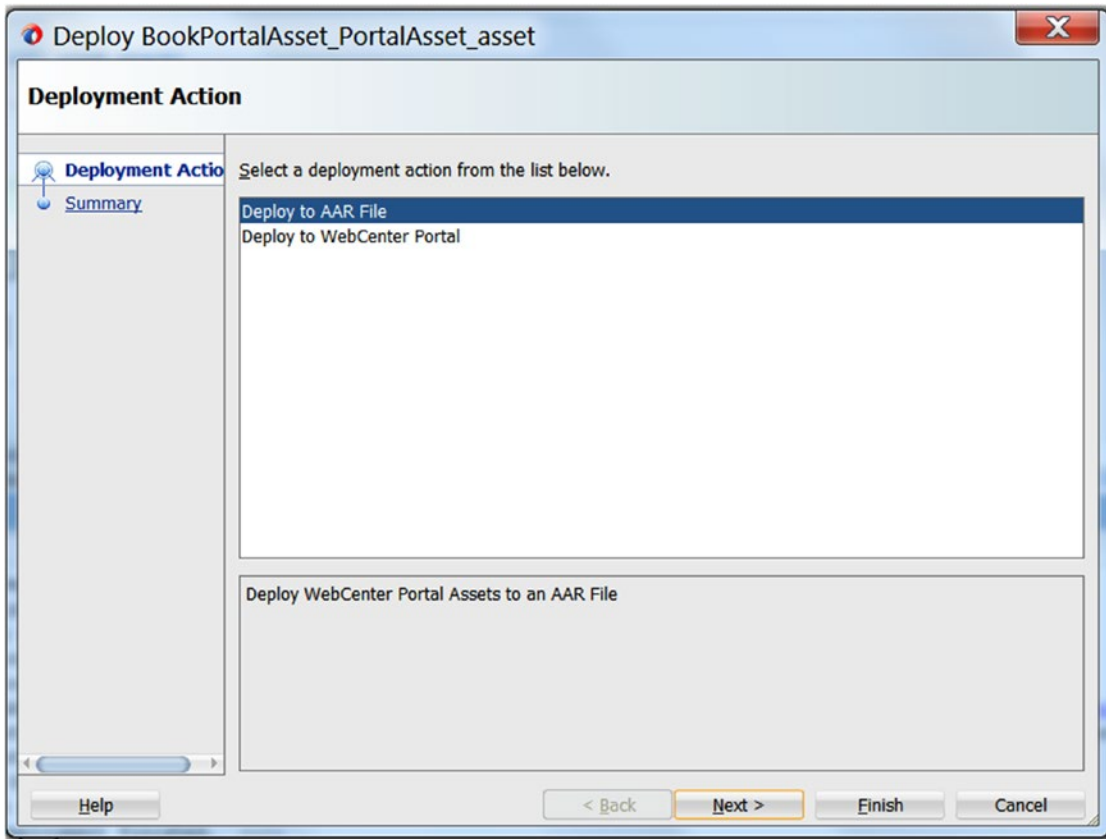 Deploy BookPortalAsset_PortalAsset_asset
Deployment Action
Deployment Actio
Summary
Select a deployment action from the list below.
Deploy to AAR File
Deploy to WebCenter Portal
Deploy WebCenter Portal Assets to an AAR File
Help
< Back
Next >
Finish
Cancel